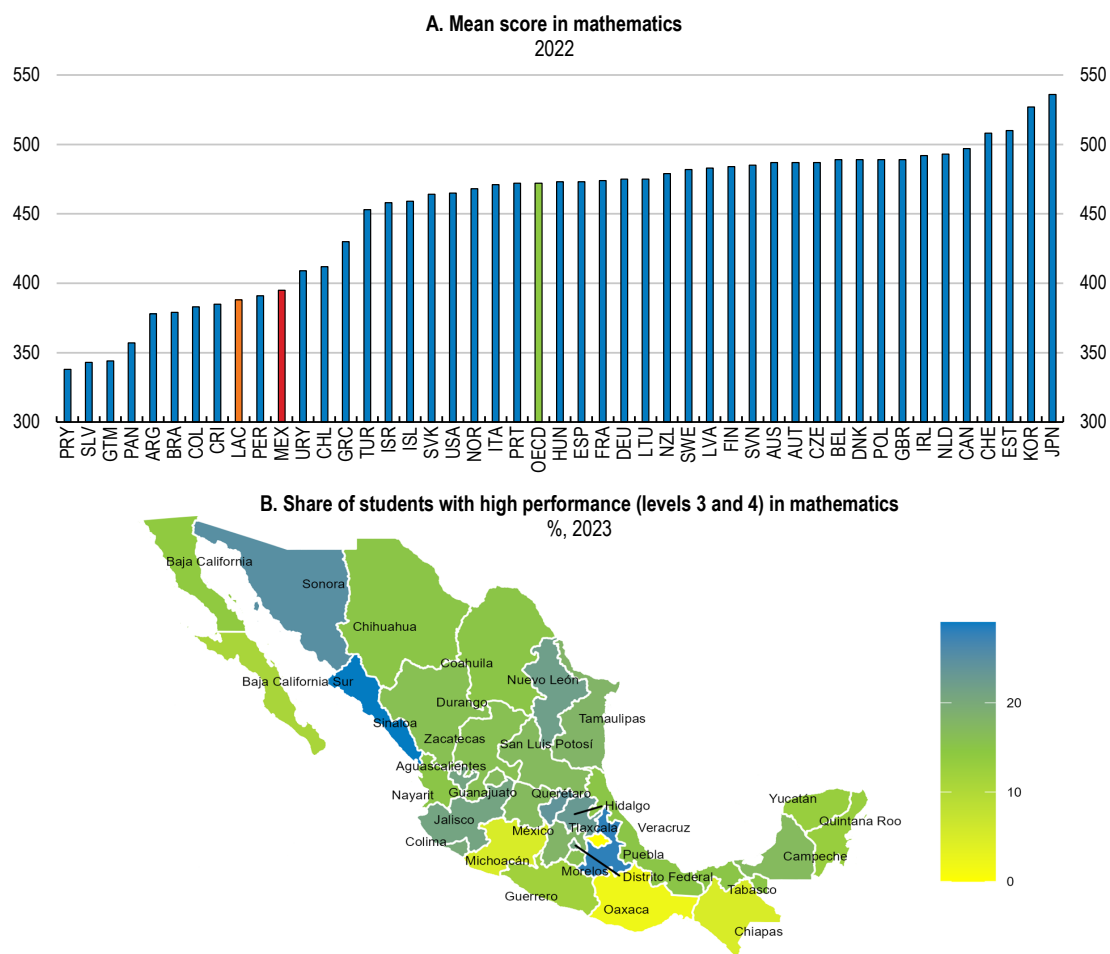 A. Mean score in mathematics
2022
550 550
500 500
450 450
400 400
350 350
300 300
PRY SLV GTM PAN ARG BRA COL CRI LAC PER MEX URY CHL GRC TUR ISR ISL SVK USA NOR ITA PRT OECD HUN ESP FRA DEU LTU NZL SWE LVA FIN SVN AUS AUT CZE BEL DNK POL GBR IRL NLD CAN CHE EST KOR JPN
B. Share of students with high performance (levels 3 and 4) in mathematics
%, 2023
Baja California
Sonora
Chihuahua
Coahuila
Nuevo León
Baja California Sur
Durango
Tamaulipas
Sinaloa
Zacatecas
San Luis Potosí
Aguascalientes
Nayarit
Guanajuato
Querétaro
Hidalgo
Yucatán
Jalisco
México
Tlaxcala
Veracruz
Quintana Roo
Colima
Michoacán
Puebla
Campeche
Morelos
Distrito Federal
Guerrero
Oaxaca
Tabasco
Chiapas
20
10
0